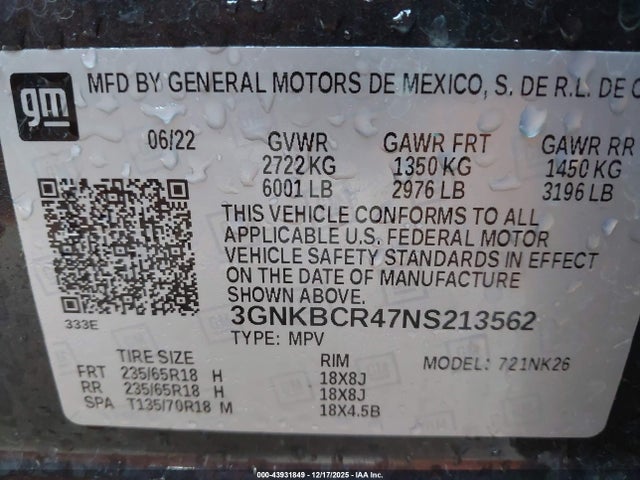 gm
MFD BY GENERAL MOTORS DE MEXICO, S. DE R.L. DE C
06/22 GVWR GAWR FRT GAWR RR
2722 KG 1350 KG 1450 KG
6001 LB 2976 LB 3196 LB
THIS VEHICLE CONFORMS TO ALL
APPLICABLE U.S. FEDERAL MOTOR
VEHICLE SAFETY STANDARDS IN EFFECT
ON THE DATE OF MANUFACTURE
SHOWN ABOVE.
3GNKBCR47NS213562
333E
TYPE: MPV
TIRE SIZE RIM MODEL: 721NK26
FRT 235/65R18 H 18X8J
RR 235/65R18 H 18X8J
SPA T135/70R18 M 18X4.5B
000-43931849 - 12/17/2025 - IAA Inc.